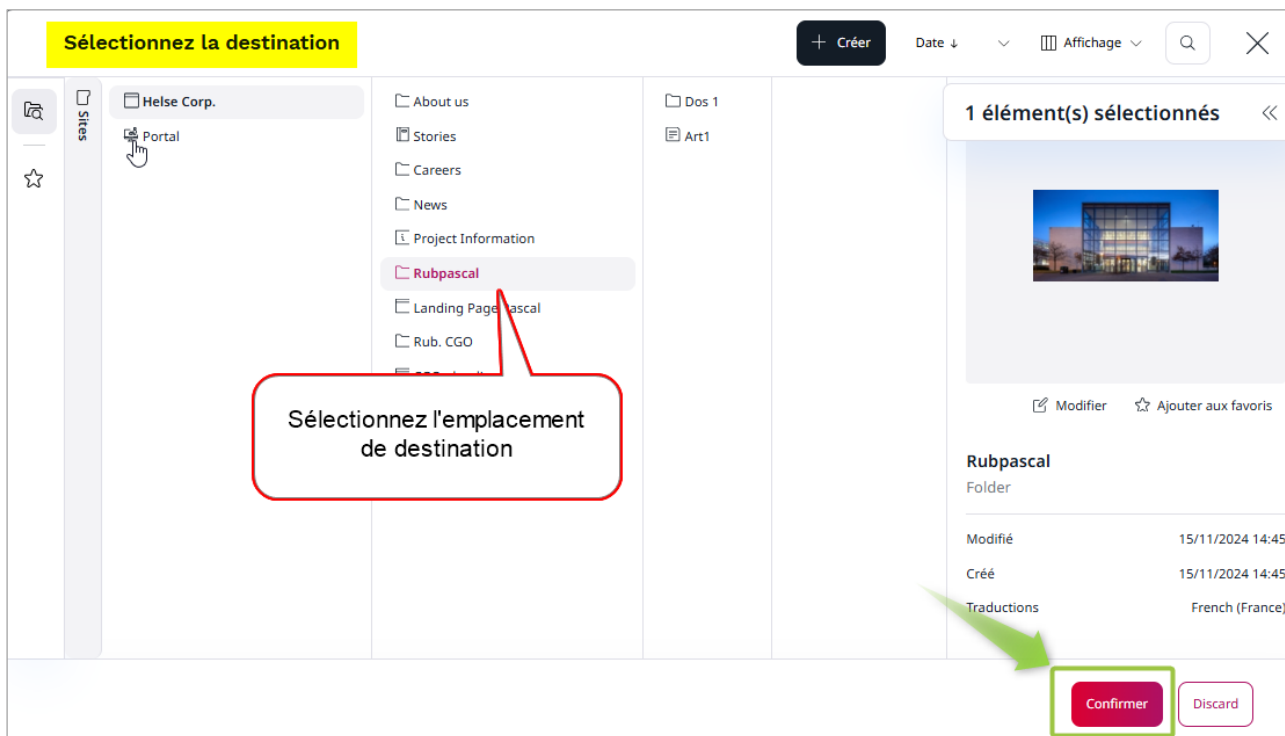 Sélectionnez la destination
+ Créer
Date ↓
Affichage
Sites
Helse Corp.
Portal
About us
Stories
Careers
News
Project Information
Rubpascal
Landing Page Pascal
Rub. CGO
Dos 1
Art1
Sélectionnez l'emplacement
de destination
1 élément(s) sélectionnés
Modifier
Ajouter aux favoris
Rubpascal
Folder
Modifié 15/11/2024 14:45
Créé 15/11/2024 14:45
Traductions French (France)
Confirmer
Discard